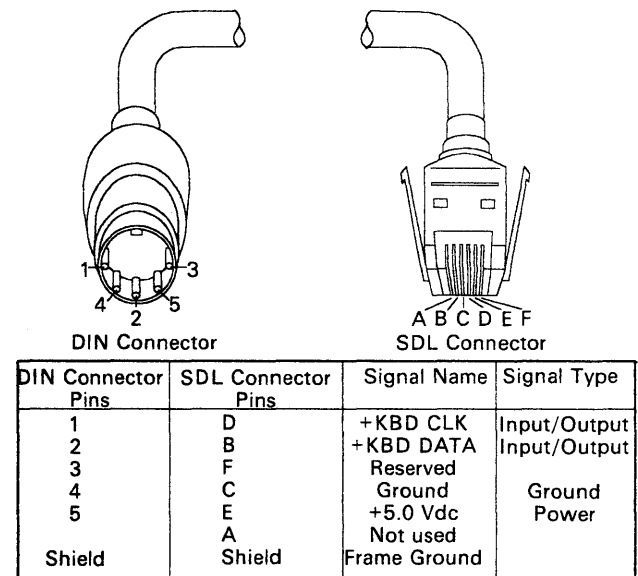 1 3
4 5
2
A B C D E F
DIN Connector SDL Connector
DIN Connector Pins SDL Connector Pins Signal Name Signal Type
1 D +KBD CLK Input/Output
2 B +KBD DATA Input/Output
3 F Reserved
4 C Ground Ground
5 E +5.0 Vdc Power
A Not used
Shield Shield Frame Ground